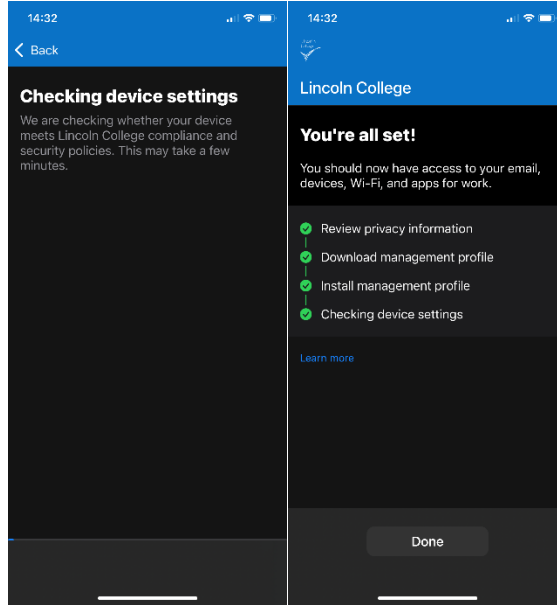 14:32
Back
Checking device settings
We are checking whether your device
meets Lincoln College compliance and
security policies. This may take a few
minutes.
14:32
Lincoln College
You're all set!
You should now have access to your email,
devices, Wi-Fi, and apps for work.
Review privacy information
Download management profile
Install management profile
Checking device settings
Learn more
Done